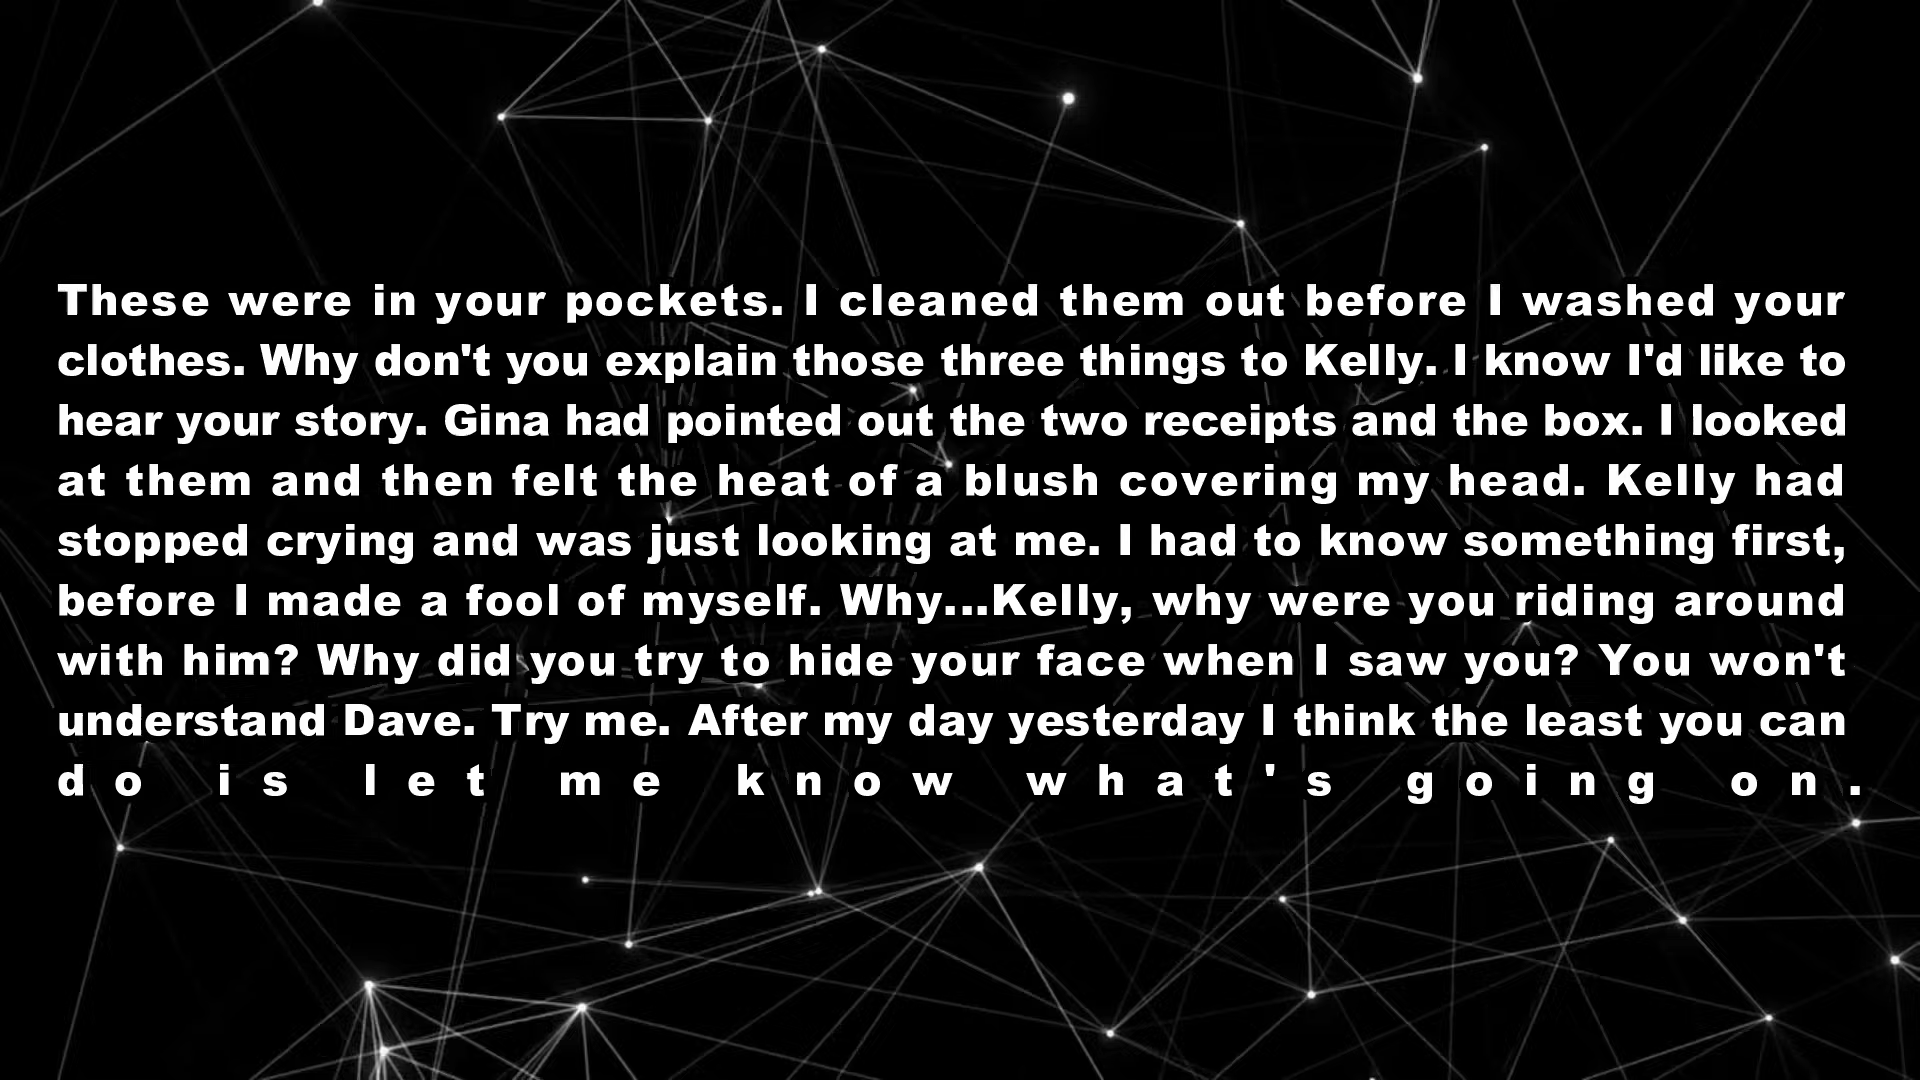 These were in your pockets. I cleaned them out before I washed your
clothes. Why don't you explain those three things to Kelly. I know I'd like to
hear your story. Gina had pointed out the two receipts and the box. I looked
at them and then felt the heat of a blush covering my head. Kelly had
stopped crying and was just looking at me. I had to know something first,
before I made a fool of myself. Why...Kelly, why were you riding around
with him? Why did you try to hide your face when I saw you? You won't
understand Dave. Try me. After my day yesterday I think the least you can
do is let me know what's going on.